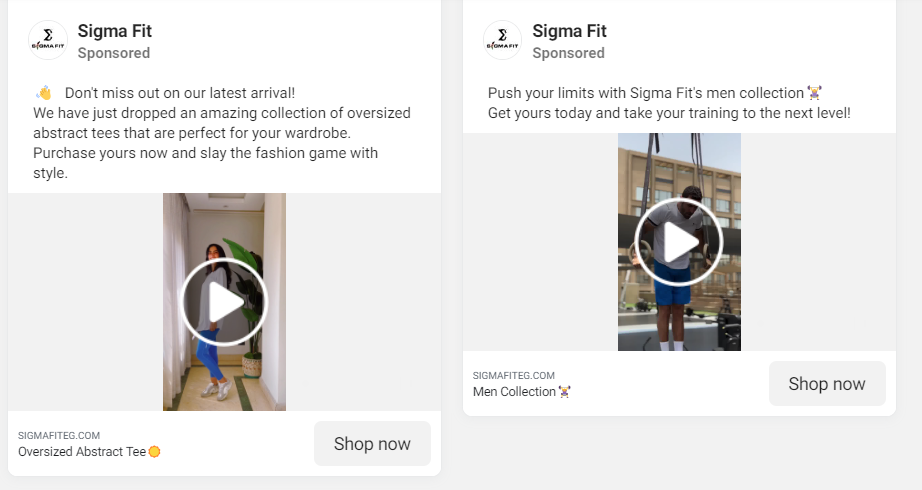 Sigma Fit
Sponsored
ΣIGMA FIT
👋 Don't miss out on our latest arrival!
We have just dropped an amazing collection of oversized
abstract tees that are perfect for your wardrobe.
Purchase yours now and slay the fashion game with
style.
SIGMAFITEG.COM
Oversized Abstract Tee🌼
Shop now
Sigma Fit
Sponsored
ΣIGMA FIT
Push your limits with Sigma Fit's men collection🏋️‍♀️
Get yours today and take your training to the next level!
SIGMAFITEG.COM
Men Collection🏋️‍♀️
Shop now